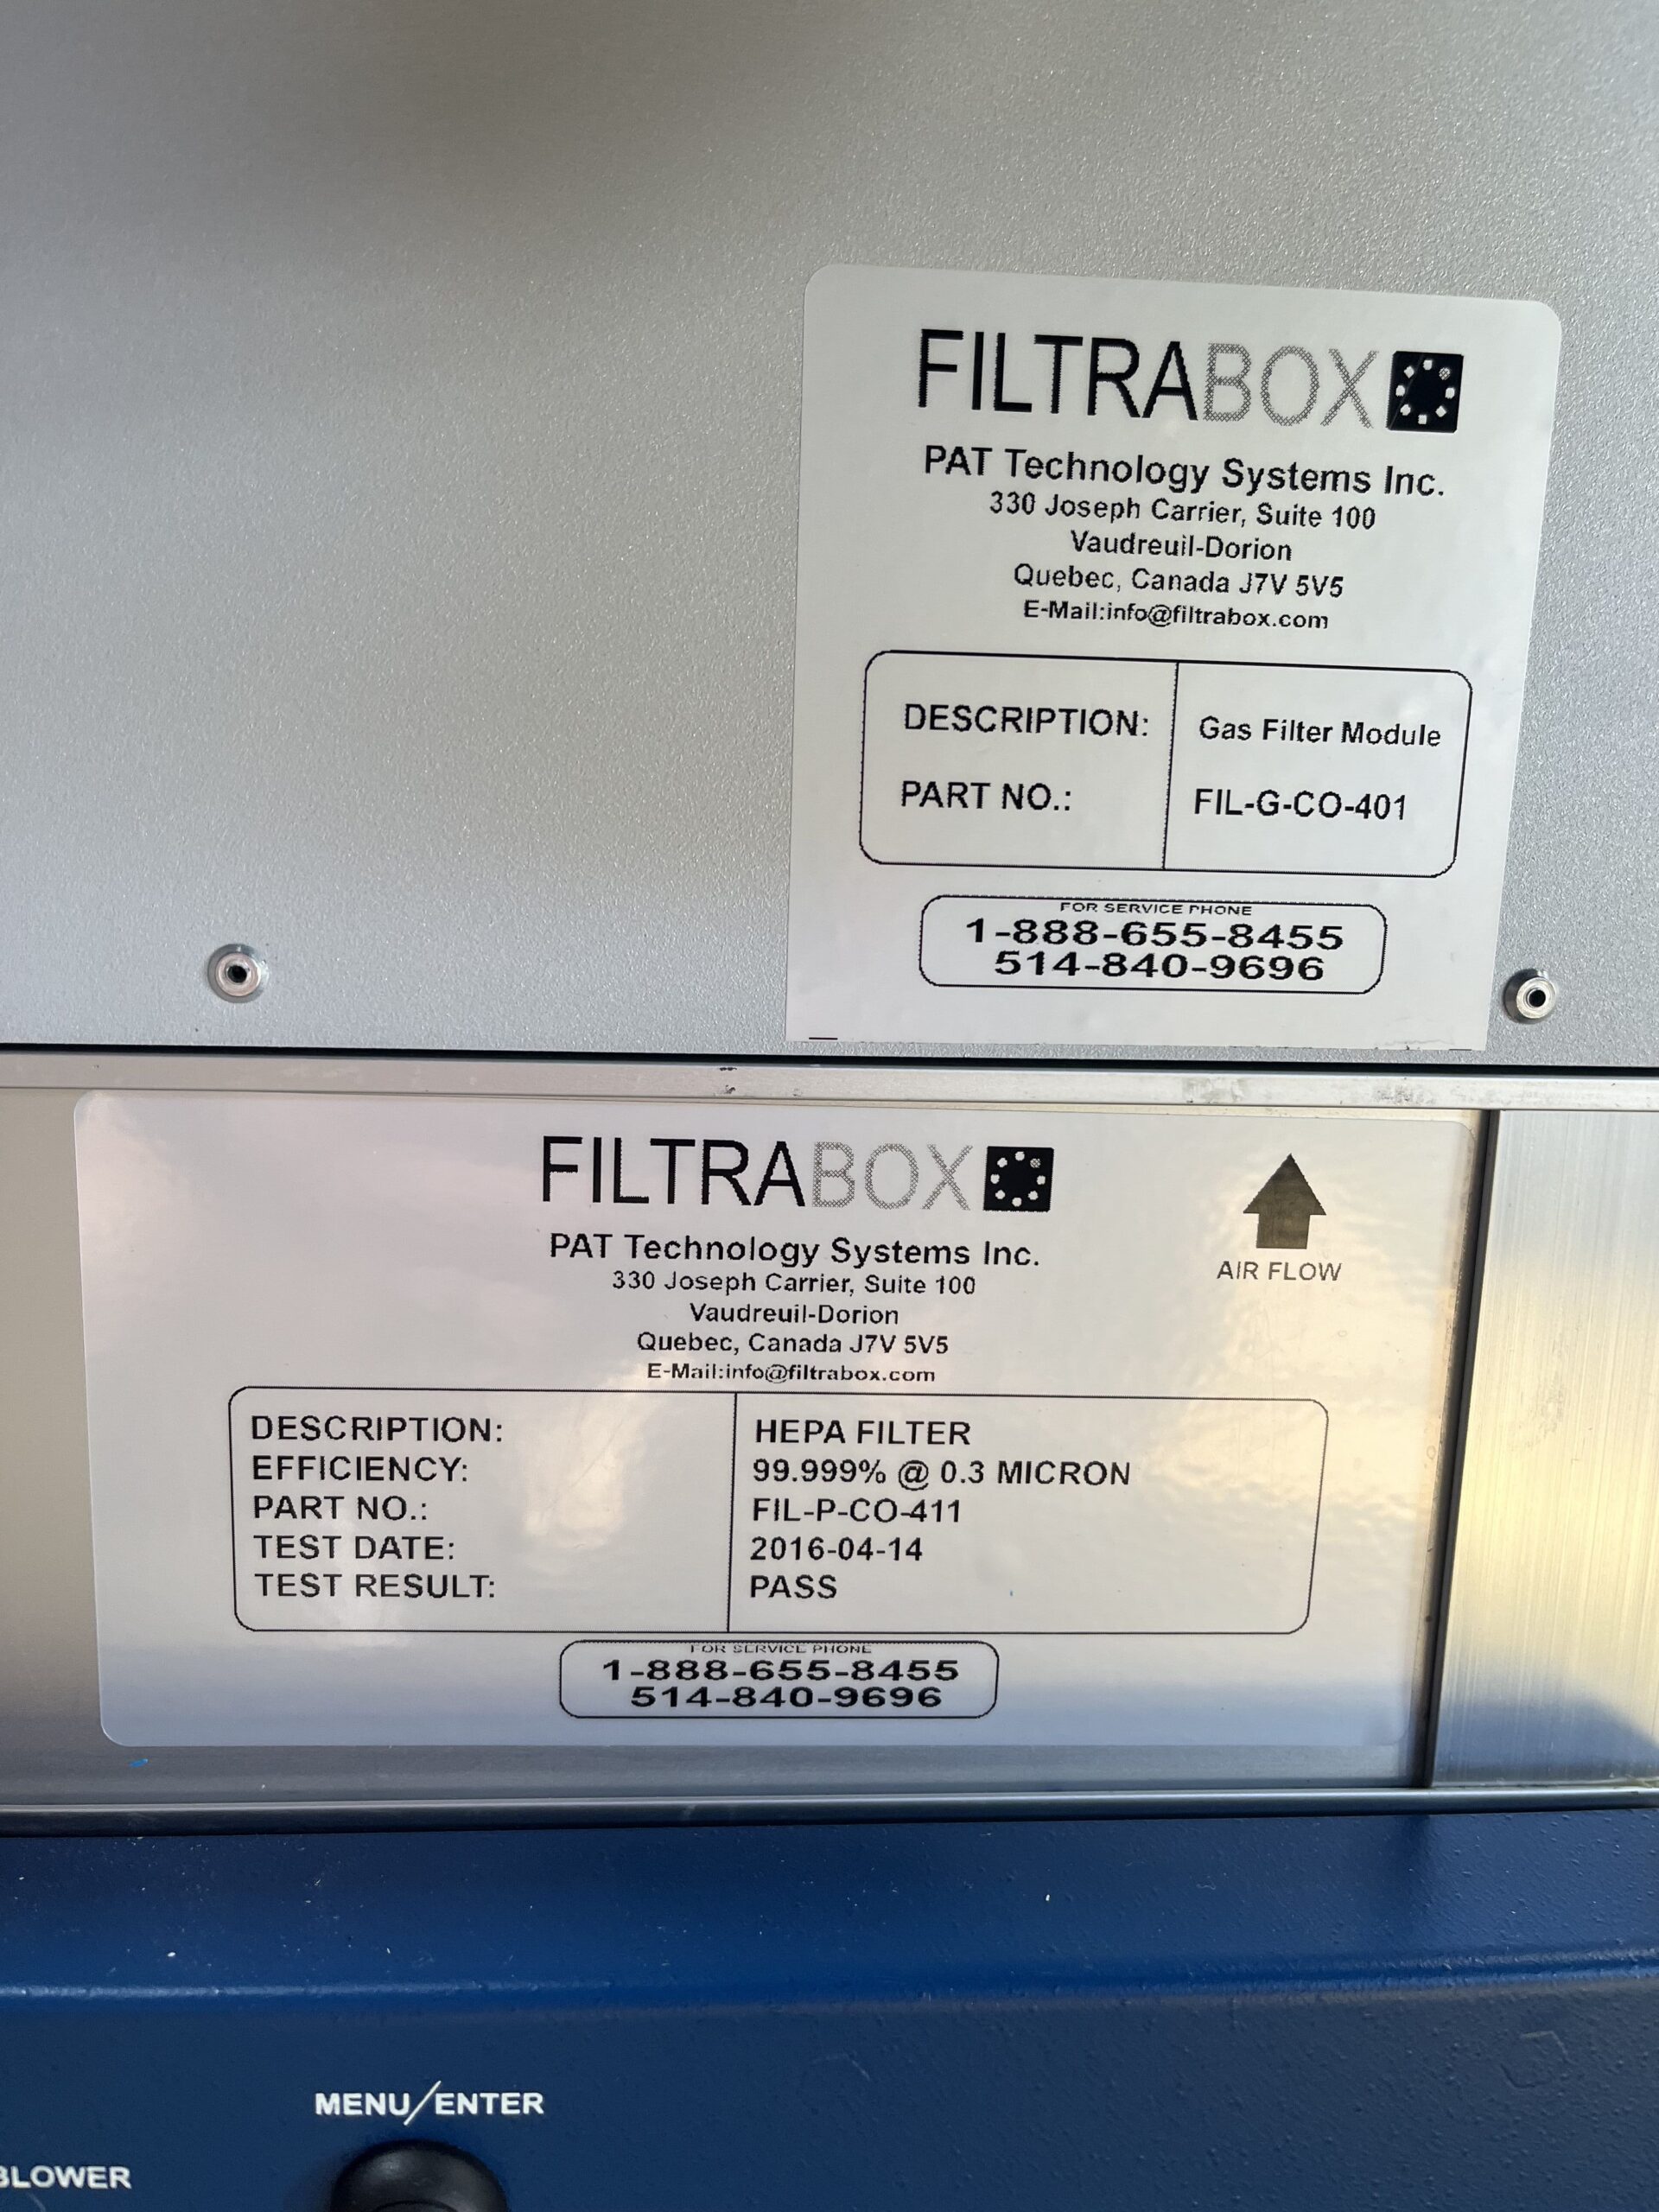 FILTRABOX
PAT Technology Systems Inc.
330 Joseph Carrier, Suite 100
Vaudreuil-Dorion
Quebec, Canada J7V 5V5
E-Mail:info@filtrabox.com
DESCRIPTION: Gas Filter Module
PART NO.: FIL-G-CO-401
FOR SERVICE PHONE
1-888-655-8455
514-840-9696
FILTRABOX
AIR FLOW
PAT Technology Systems Inc.
330 Joseph Carrier, Suite 100
Vaudreuil-Dorion
Quebec, Canada J7V 5V5
E-Mail:info@filtrabox.com
DESCRIPTION: HEPA FILTER
EFFICIENCY: 99.999% @ 0.3 MICRON
PART NO.: FIL-P-CO-411
TEST DATE: 2016-04-14
TEST RESULT: PASS
FOR SERVICE PHONE
1-888-655-8455
514-840-9696
MENU/ENTER
BLOWER